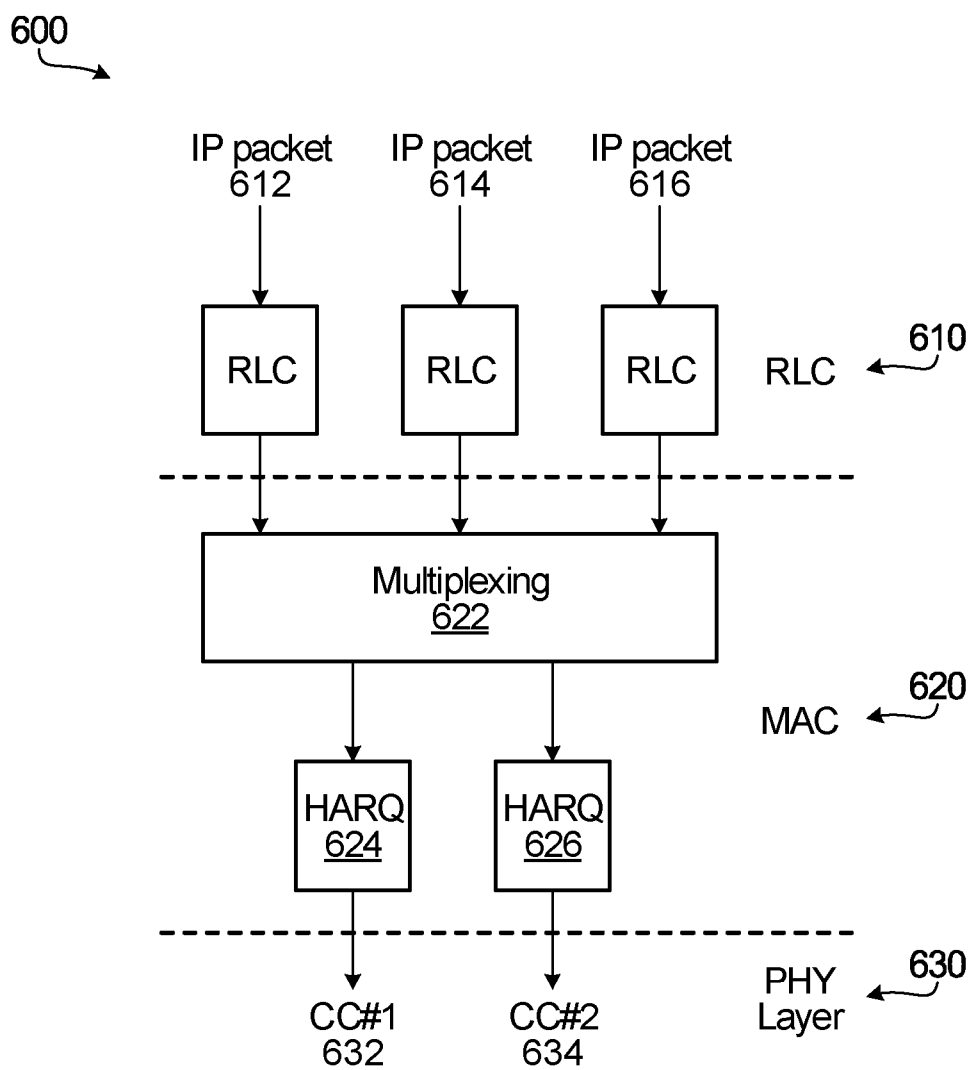 600
IP packet IP packet IP packet
612 614 616
RLC RLC RLC RLC 610
Multiplexing
622
MAC 620
HARQ HARQ
624 626
PHY 630
Layer
CC#1 CC#2
632 634